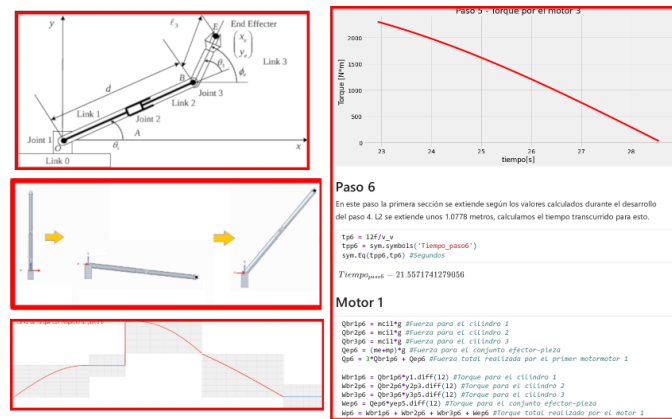 y
ℓ₃
E
End Effecter
xₑ
yₑ
Link 3
θ₃
ϕₑ
d
B
Joint 3
Link 2
Link 1
Joint 2
Joint 1
A
O
θ₁
x
Link 0
Paso 5 - Torque por el motor 3
Torque [N*m]
2000
1500
1000
500
0
23 24 25 26 27 28
tiempo[s]
Paso 6
En este paso la primera sección se extiende según los valores calculados durante el desarrollo
del paso 4. L2 se extiende unos 1.0778 metros, calculamos el tiempo transcurrido para esto.
tp6 = l2f/v_v
tpp6 = sym.symbols('Tiempo_paso6')
sym.Eq(tpp6,tp6) #Segundos
Tiempo_paso6 = 21.5571741279056
Motor 1
Qbr1p6 = mcil*g #Fuerza para el cilindro 1
Qbr2p6 = mcil*g #Fuerza para el cilindro 2
Qbr3p6 = mcil*g #Fuerza para el cilindro 3
Qep6 = (me+mp)*g #Fuerza para el conjunto efector-pieza
Qp6 = 3*Qbr1p6 + Qep6 #Fuerza total realizada por el primer motormotor 1
Wbr1p6 = Qbr1p6*y1.diff(12) #Torque para el cilindro 1
Wbr2p6 = Qbr2p6*y2p3.diff(12) #Torque para el cilindro 2
Wbr3p6 = Qbr3p6*y3p5.diff(12) #Torque para el cilindro 3
Wep6 = Qep6*yep5.diff(12) #Torque para el conjunto efector-pieza
Wp6 = Wbr1p6 + Wbr2p6 + Wbr3p6 + Wep6 #Torque total realizado por el motor 1